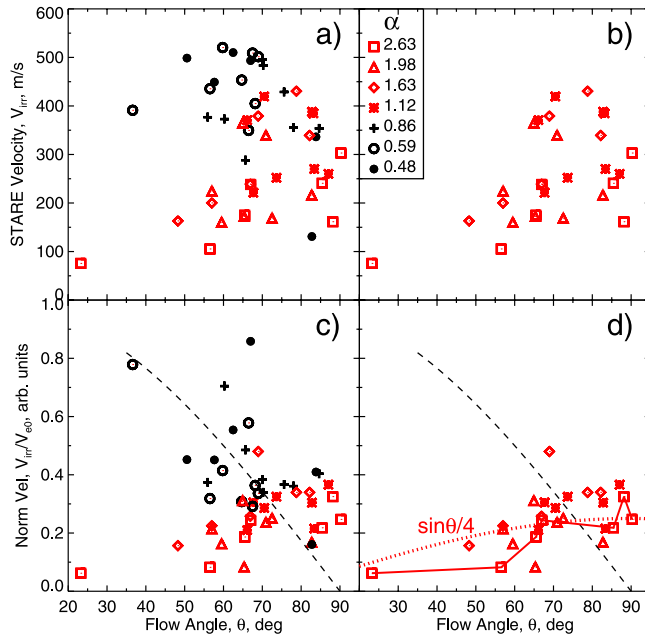 600
500
400
300
200
100
0
STARE Velocity, V_irr, m/s
a)
α
2.63
1.98
1.63
1.12
0.86
0.59
0.48
b)
1.0
0.8
0.6
0.4
0.2
0.0
Norm Vel, V_irr/V_e0, arb. units
c)
d)
sinθ/4
20 30 40 50 60 70 80 90
Flow Angle, θ, deg
30 40 50 60 70 80 90
Flow Angle, θ, deg